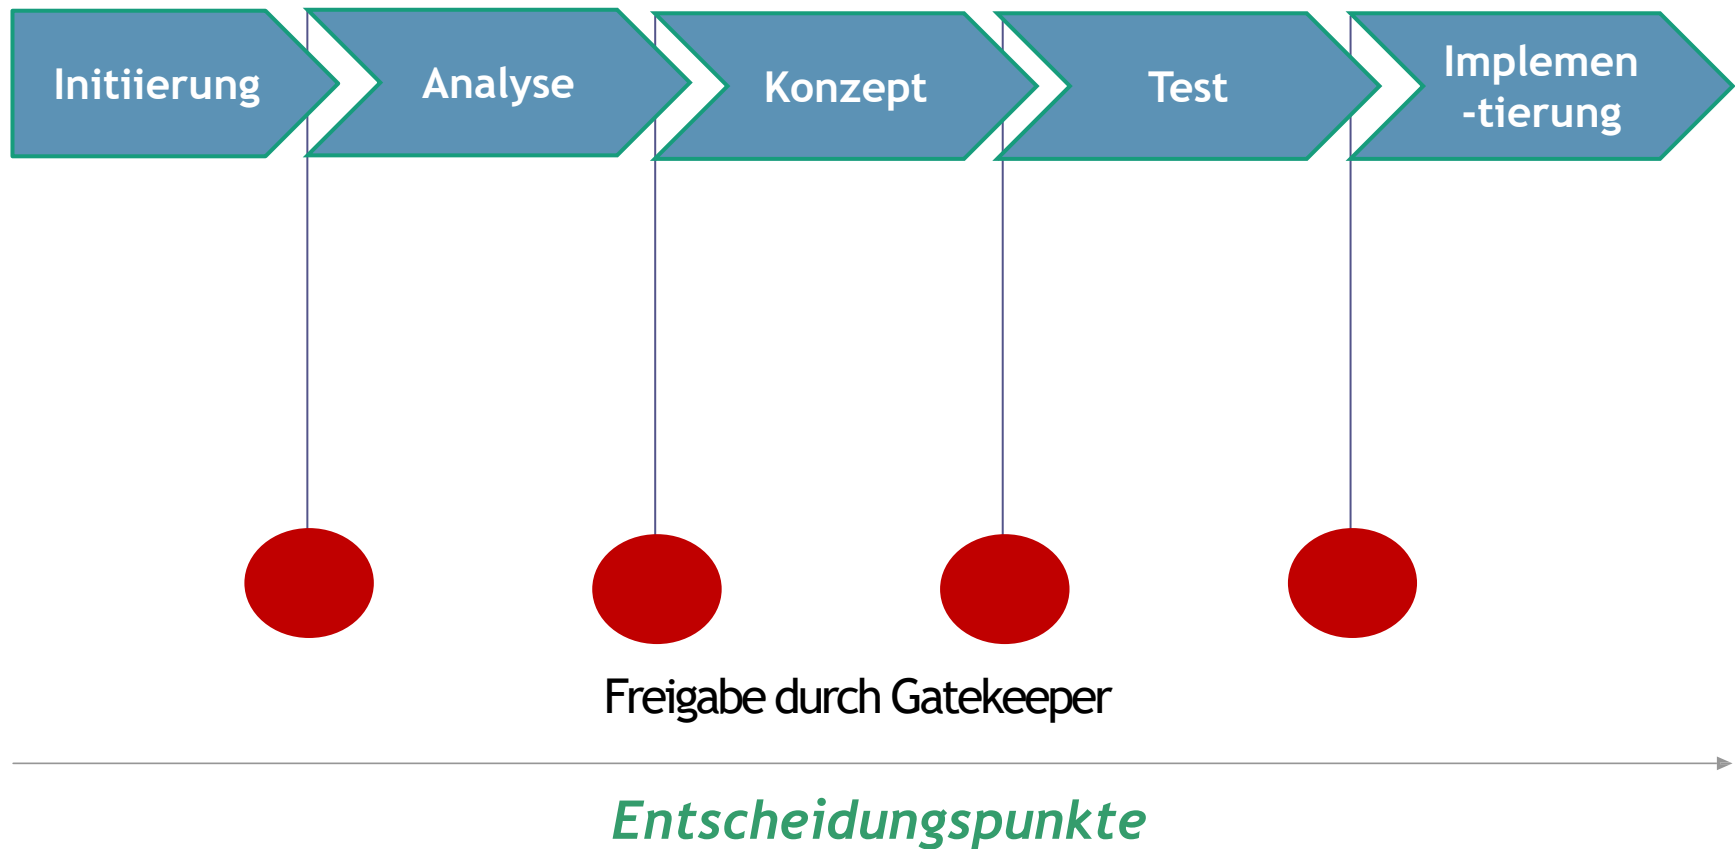 Initiierung
Analyse
Konzept
Test
Implemen
-tierung
Freigabe durch Gatekeeper
Entscheidungspunkte